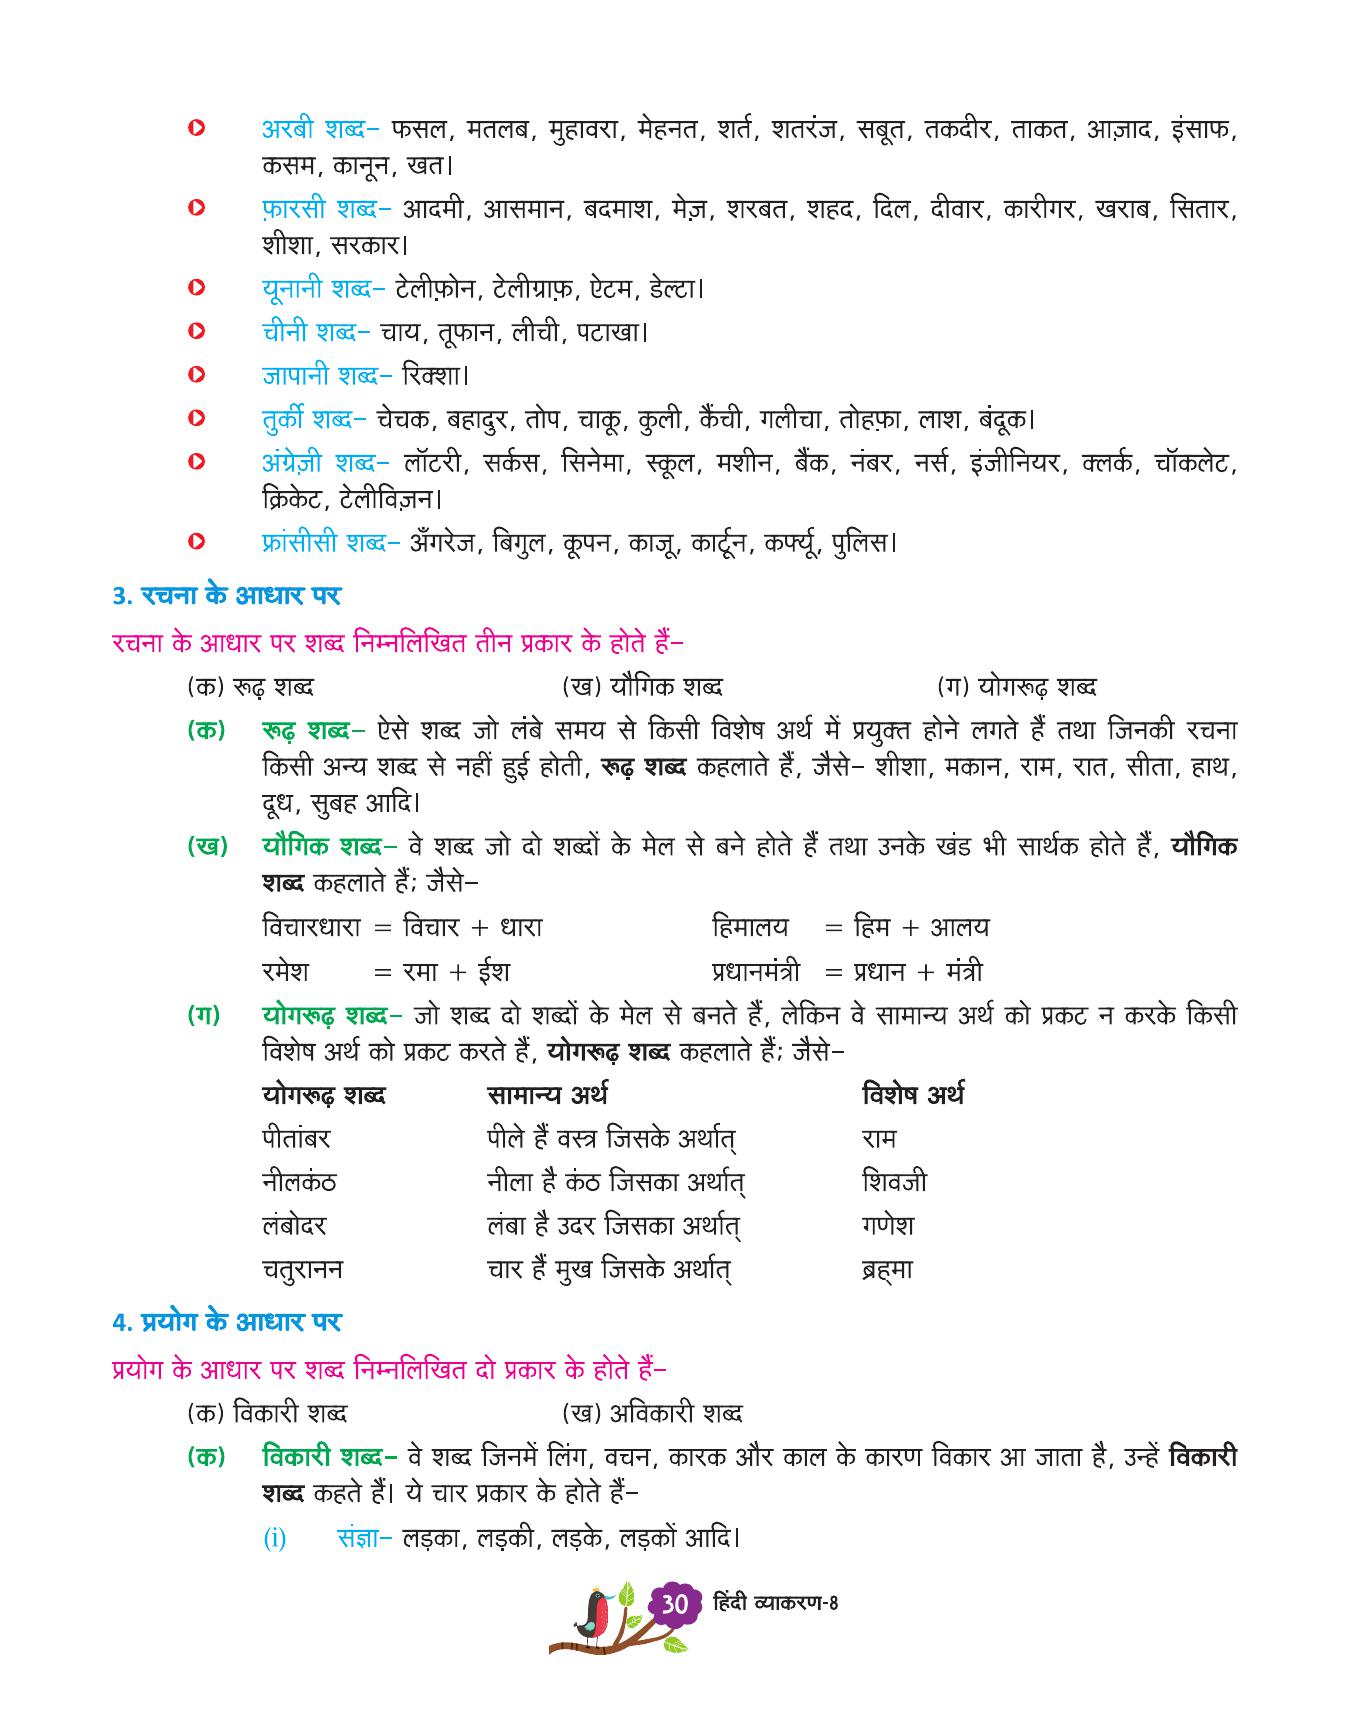 अरबी शब्द– फसल, मतलब, मुहावरा, मेहनत, शर्त, शतरंज, सबूत, तकदीर, ताकत, आज़ाद, इंसाफ,
कसम, कानून, खत।
फ़ारसी शब्द– आदमी, आसमान, बदमाश, मेज़, शरबत, शहद, दिल, दीवार, कारीगर, खराब, सितार,
शीशा, सरकार।
यूनानी शब्द– टेलीफ़ोन, टेलीग्राफ़, ऐटम, डेल्टा।
चीनी शब्द– चाय, तूफान, लीची, पटाखा।
जापानी शब्द– रिक्शा।
तुर्की शब्द– चेचक, बहादुर, तोप, चाकू, कुली, कैंची, गलीचा, तोहफ़ा, लाश, बंदूक।
अंग्रेज़ी शब्द– लॉटरी, सर्कस, सिनेमा, स्कूल, मशीन, बैंक, नंबर, नर्स, इंजीनियर, क्लर्क, चॉकलेट,
क्रिकेट, टेलीविज़न।
फ्रांसीसी शब्द– अँगरेज, बिगुल, कूपन, काजू, कार्टून, कर्फ्यू, पुलिस।
3. रचना के आधार पर
रचना के आधार पर शब्द निम्नलिखित तीन प्रकार के होते हैं–
(क) रूढ़ शब्द (ख) यौगिक शब्द (ग) योगरूढ़ शब्द
(क) रूढ़ शब्द– ऐसे शब्द जो लंबे समय से किसी विशेष अर्थ में प्रयुक्त होने लगते हैं तथा जिनकी रचना
किसी अन्य शब्द से नहीं हुई होती, रूढ़ शब्द कहलाते हैं, जैसे– शीशा, मकान, राम, रात, सीता, हाथ,
दूध, सुबह आदि।
(ख) यौगिक शब्द– वे शब्द जो दो शब्दों के मेल से बने होते हैं तथा उनके खंड भी सार्थक होते हैं, यौगिक
शब्द कहलाते हैं; जैसे–
विचारधारा = विचार + धारा हिमालय = हिम + आलय
रमेश = रमा + ईश प्रधानमंत्री = प्रधान + मंत्री
(ग) योगरूढ़ शब्द– जो शब्द दो शब्दों के मेल से बनते हैं, लेकिन वे सामान्य अर्थ को प्रकट न करके किसी
विशेष अर्थ को प्रकट करते हैं, योगरूढ़ शब्द कहलाते हैं; जैसे–
योगरूढ़ शब्द सामान्य अर्थ विशेष अर्थ
पीतांबर पीले हैं वस्त्र जिसके अर्थात् राम
नीलकंठ नीला है कंठ जिसका अर्थात् शिवजी
लंबोदर लंबा है उदर जिसका अर्थात् गणेश
चतुरानन चार हैं मुख जिसके अर्थात् ब्रह्‌मा
4. प्रयोग के आधार पर
प्रयोग के आधार पर शब्द निम्नलिखित दो प्रकार के होते हैं–
(क) विकारी शब्द (ख) अविकारी शब्द
(क) विकारी शब्द– वे शब्द जिनमें लिंग, वचन, कारक और काल के कारण विकार आ जाता है, उन्हें विकारी
शब्द कहते हैं। ये चार प्रकार के होते हैं–
(i) संज्ञा– लड़का, लड़की, लड़के, लड़कों आदि।
30 हिंदी व्याकरण-8